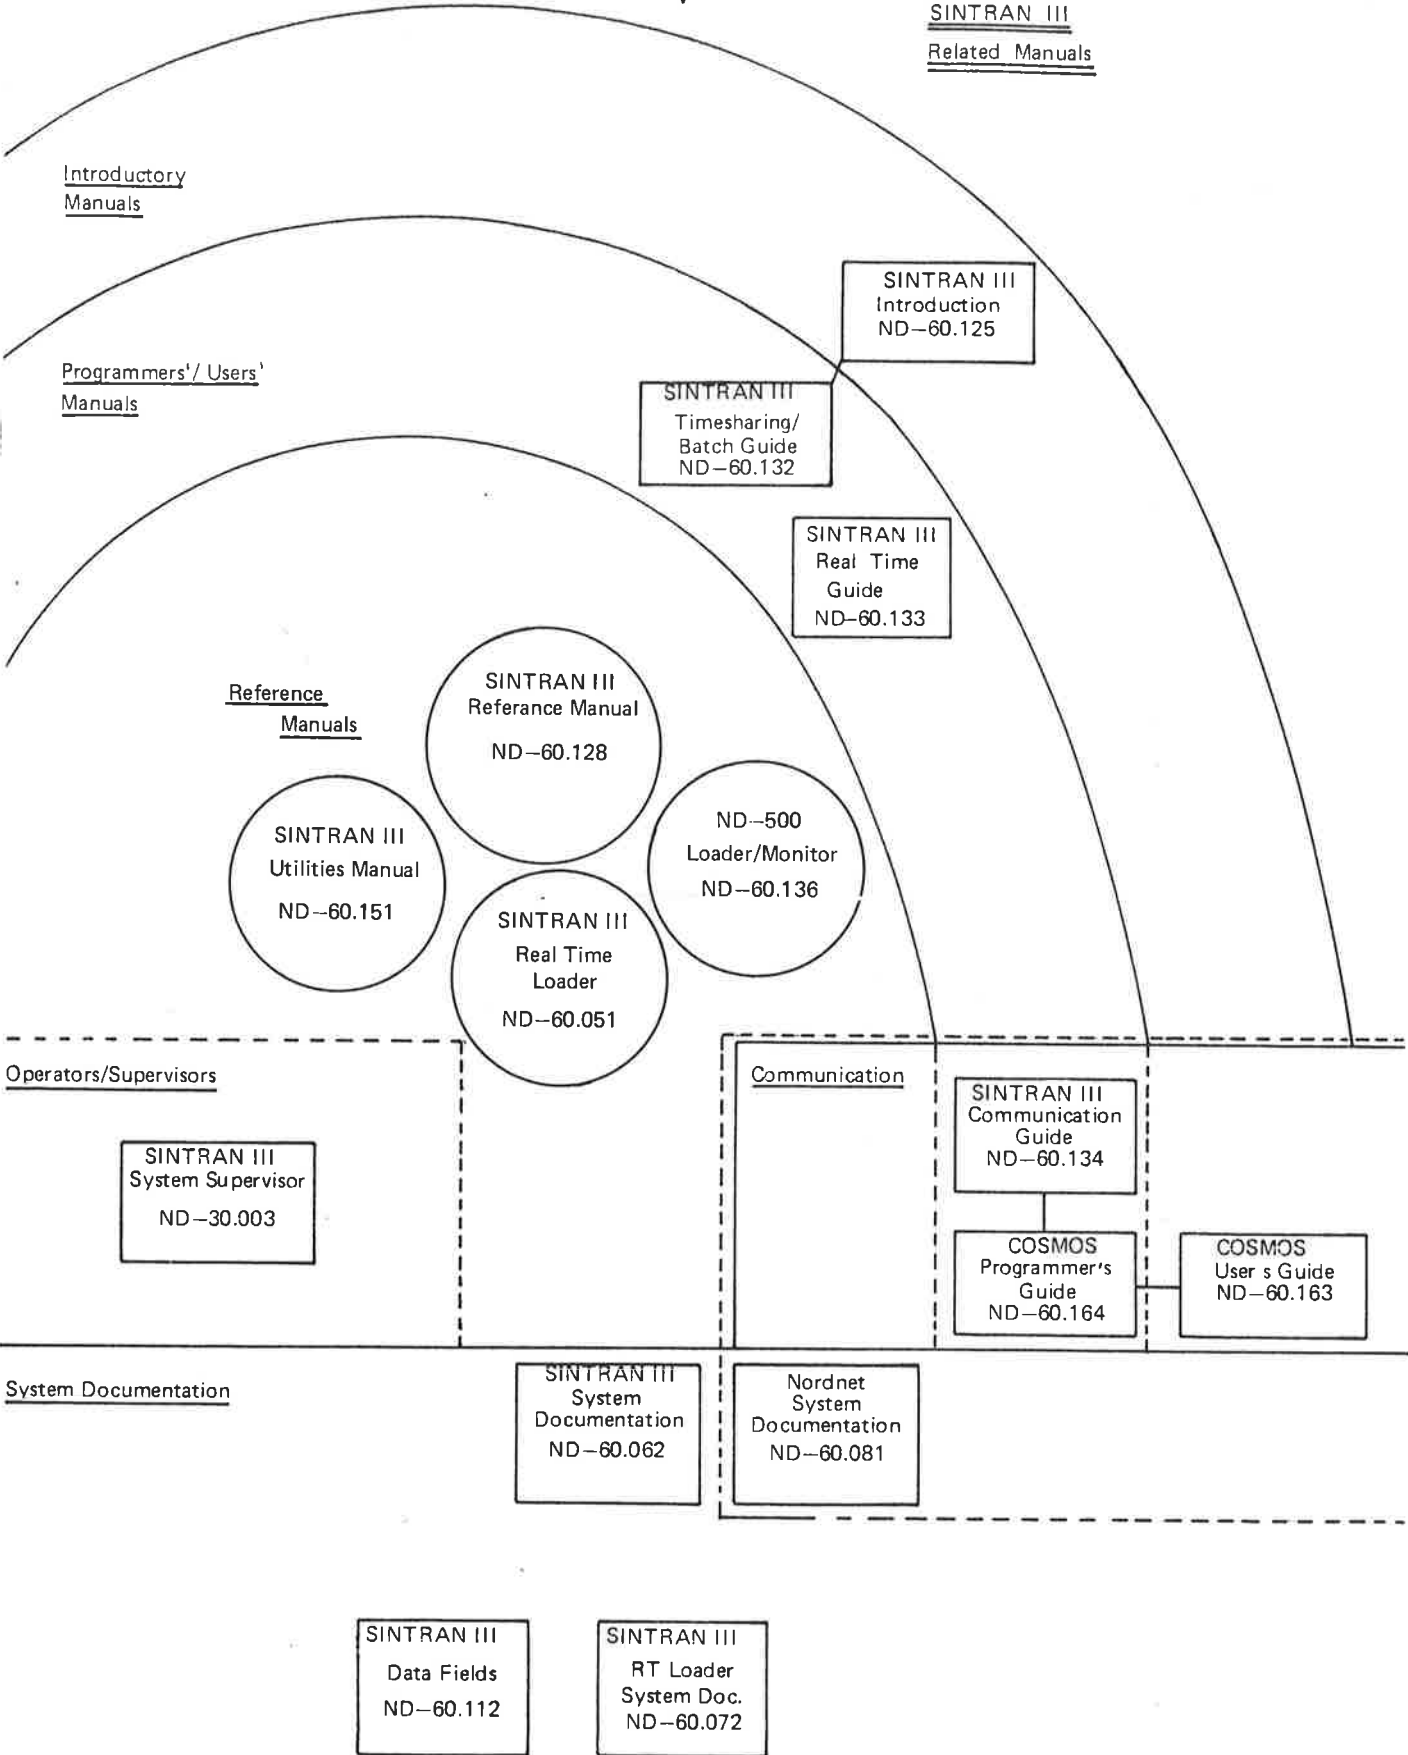 SINTRAN III
Related Manuals
Introductory
Manuals
SINTRAN III
Introduction
ND-60.125
Programmers'/Users'
Manuals
SINTRAN III
Timesharing/
Batch Guide
ND-60.132
SINTRAN III
Real Time
Guide
ND-60.133
Reference
Manuals
SINTRAN III
Referance Manual
ND-60.128
SINTRAN III
Utilities Manual
ND-60.151
ND-500
Loader/Monitor
ND-60.136
SINTRAN III
Real Time
Loader
ND-60.051
Operators/Supervisors
SINTRAN III
System Supervisor
ND-30.003
Communication
SINTRAN III
Communication
Guide
ND-60.134
COSMOS
Programmer's
Guide
ND-60.164
COSMOS
User s Guide
ND-60.163
System Documentation
SINTRAN III
System
Documentation
ND-60.062
Nordnet
System
Documentation
ND-60.081
SINTRAN III
Data Fields
ND-60.112
SINTRAN III
RT Loader
System Doc.
ND-60.072